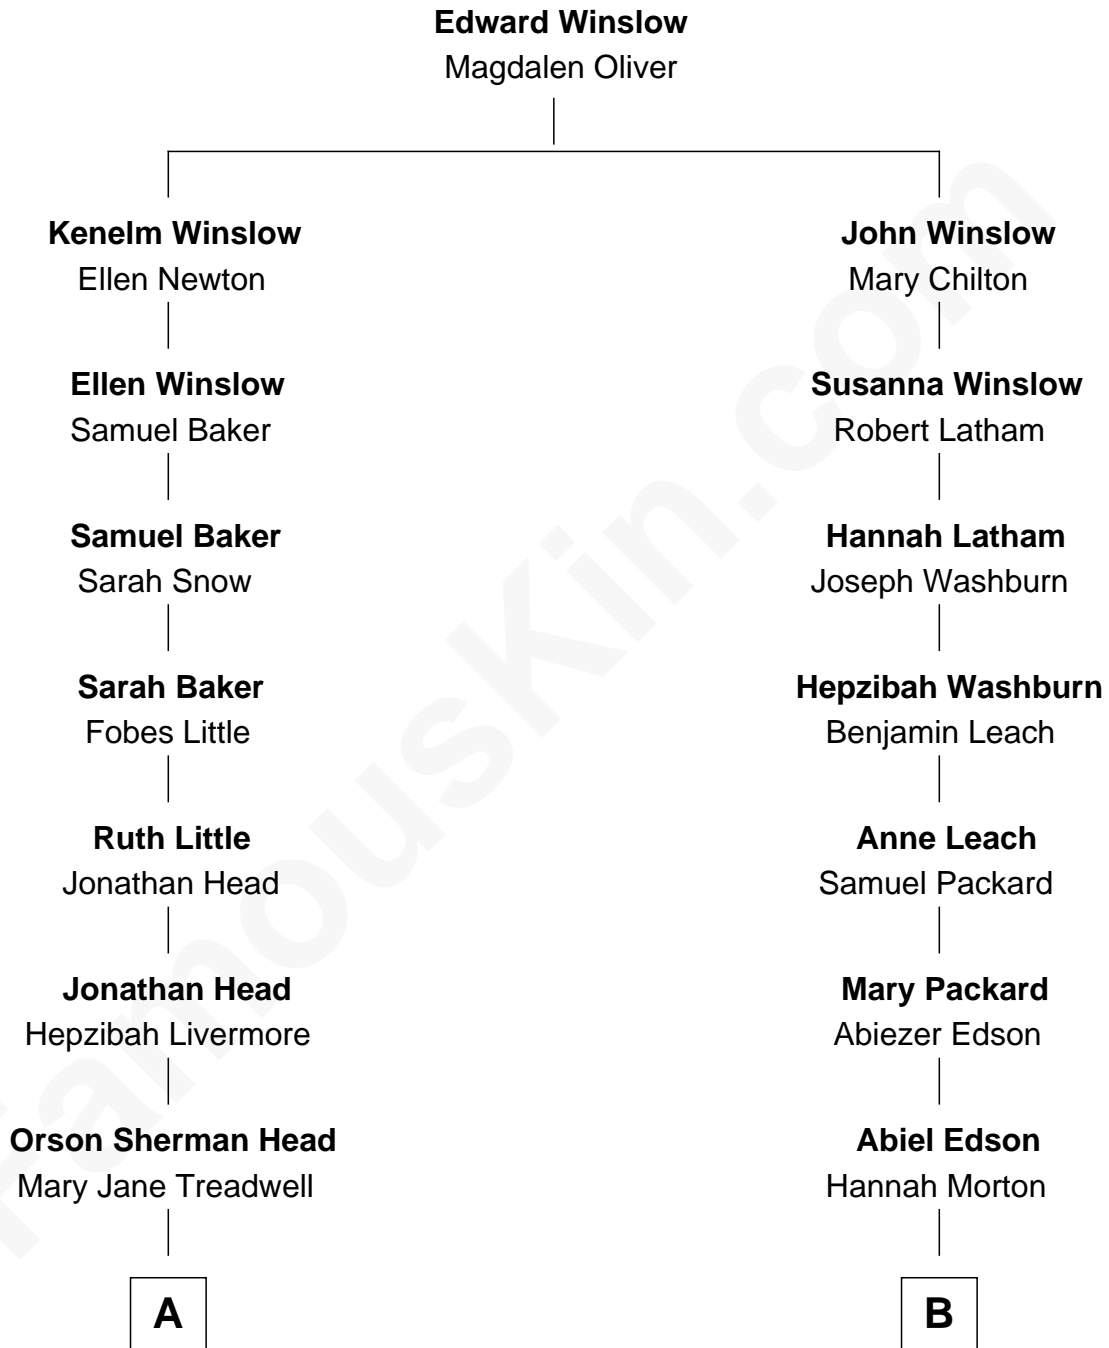 Edward Winslow
Magdalen Oliver
Kenelm Winslow
Ellen Newton
John Winslow
Mary Chilton
Ellen Winslow
Samuel Baker
Susanna Winslow
Robert Latham
Samuel Baker
Sarah Snow
Hannah Latham
Joseph Washburn
Sarah Baker
Fobes Little
Hepzibah Washburn
Benjamin Leach
Ruth Little
Jonathan Head
Anne Leach
Samuel Packard
Jonathan Head
Hepzibah Livermore
Mary Packard
Abiezer Edson
Orson Sherman Head
Mary Jane Treadwell
Abiel Edson
Hannah Morton
A
B
FamousKin.com